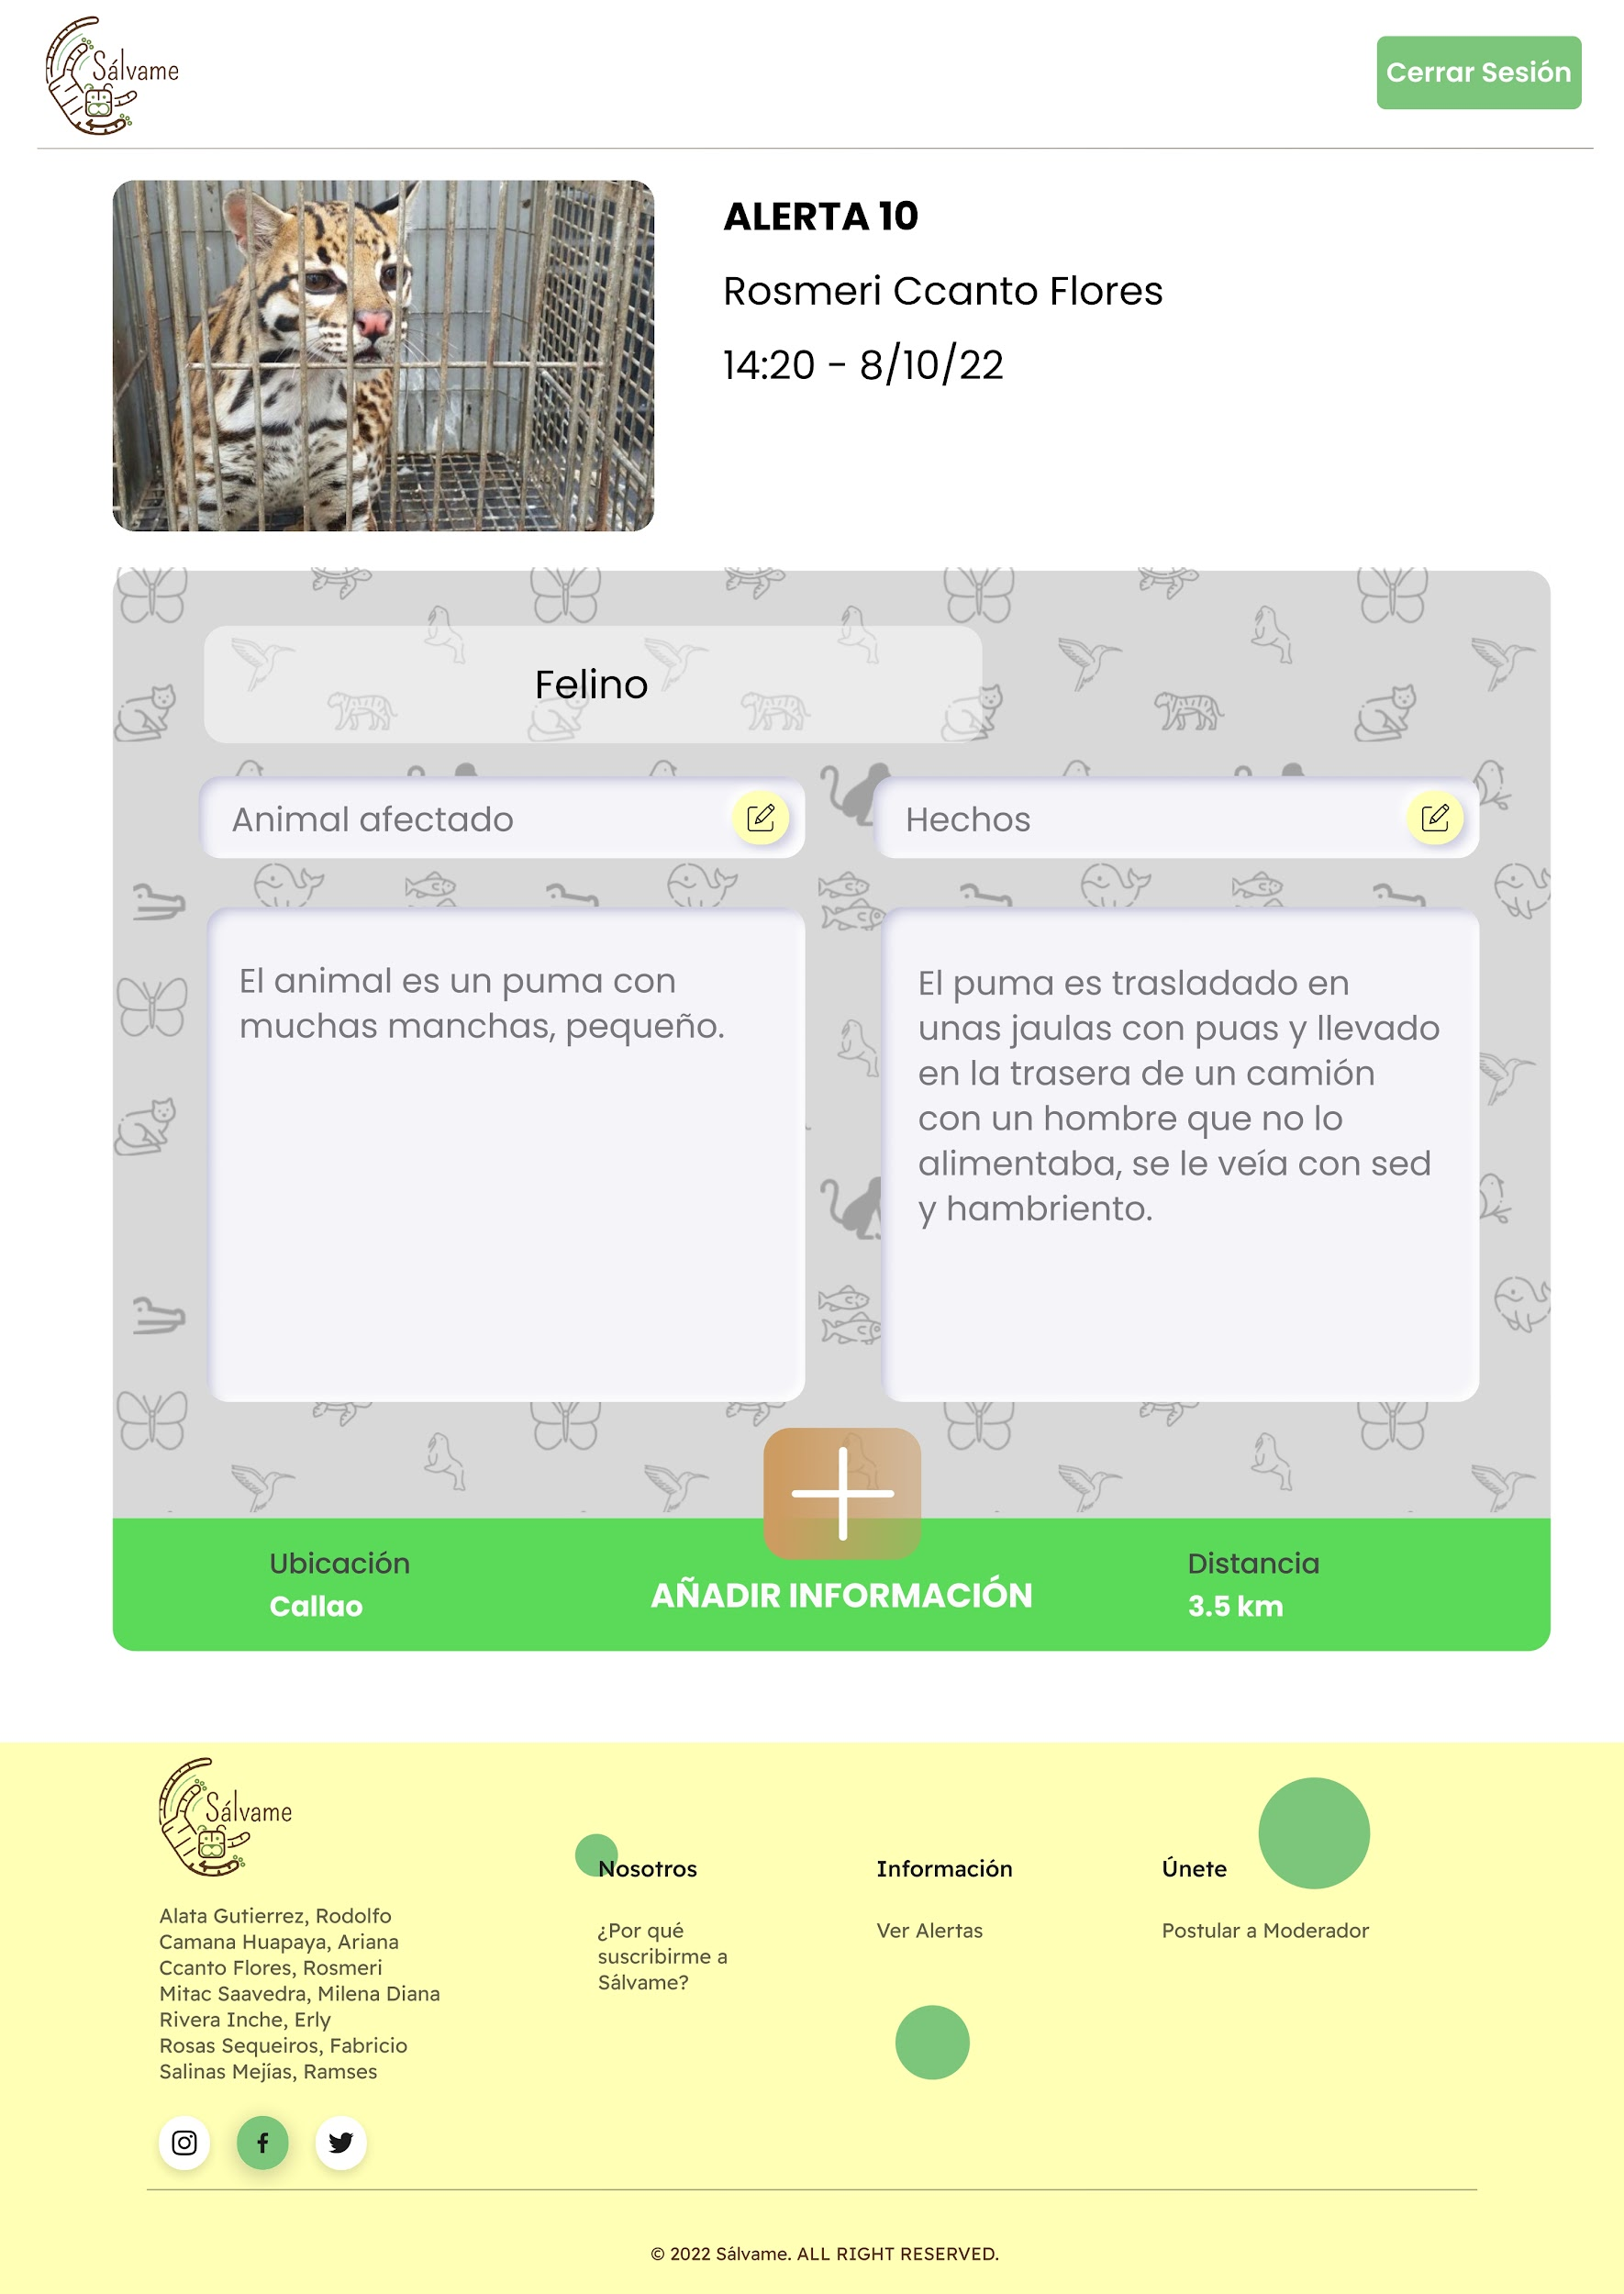 Sálvame
Cerrar Sesión
ALERTA 10
Rosmeri Ccanto Flores
14:20 - 8/10/22
Felino
Animal afectado
Hechos
El animal es un puma con
muchas manchas, pequeño.
El puma es trasladado en
unas jaulas con puas y llevado
en la trasera de un camión
con un hombre que no lo
alimentaba, se le veía con sed
y hambriento.
Ubicación
Callao
AÑADIR INFORMACIÓN
Distancia
3.5 km
Sálvame
Alata Gutierrez, Rodolfo
Camana Huapaya, Ariana
Ccanto Flores, Rosmeri
Mitac Saavedra, Milena Diana
Rivera Inche, Erly
Rosas Sequeiros, Fabricio
Salinas Mejías, Ramses
Nosotros
¿Por qué
suscribirme a
Sálvame?
Información
Ver Alertas
Únete
Postular a Moderador
© 2022 Sálvame. ALL RIGHT RESERVED.